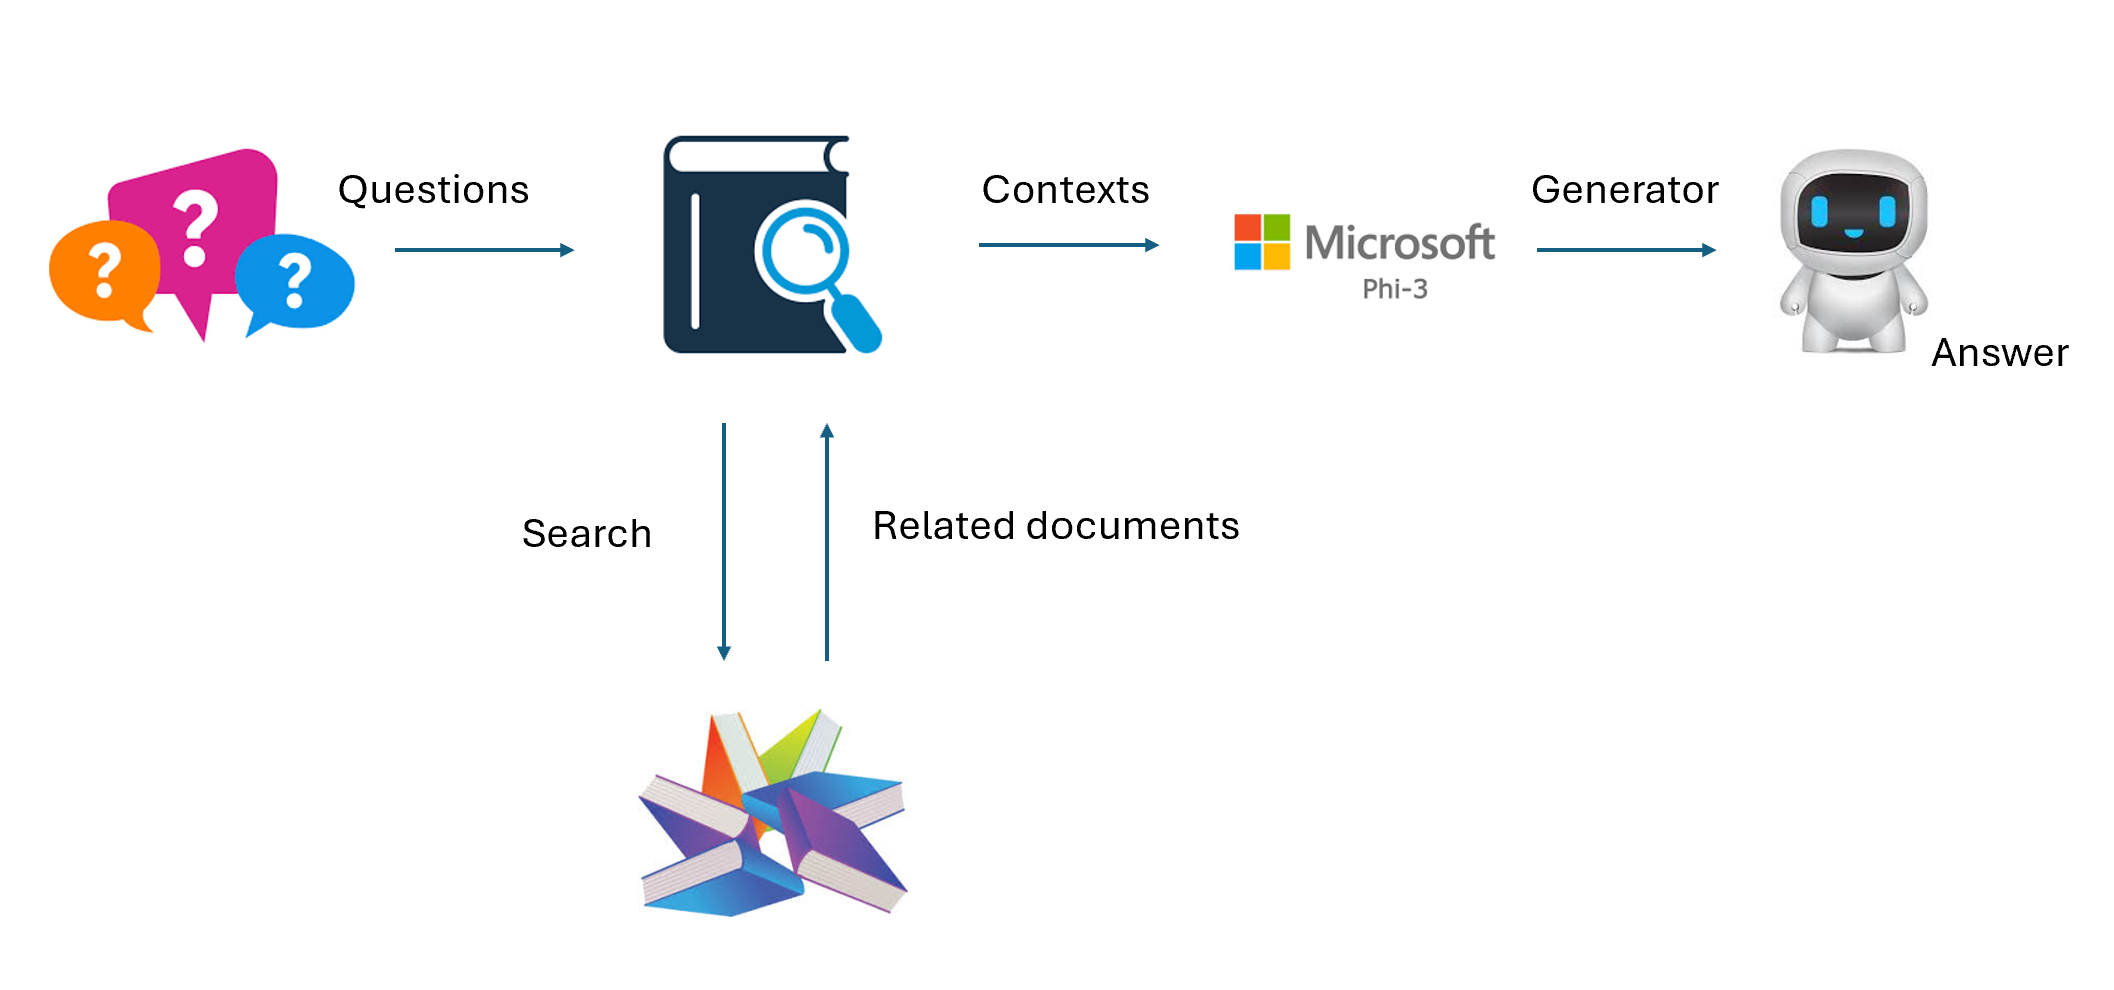 ?
?
?
Questions
Contexts
Microsoft
Phi-3
Generator
Answer
Search
Related documents